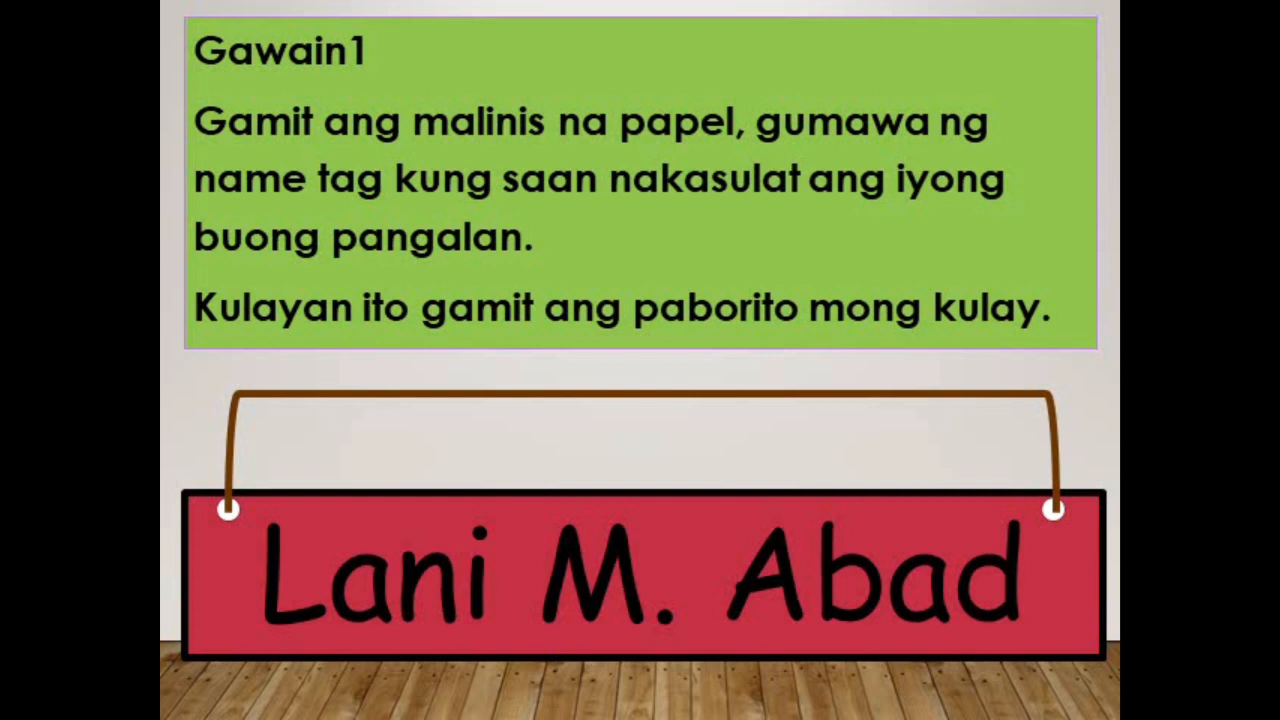 Gawain1
Gamit ang malinis na papel, gumawa ng
name tag kung saan nakasulat ang iyong
buong pangalan.
Kulayan ito gamit ang paborito mong kulay.
Lani M. Abad